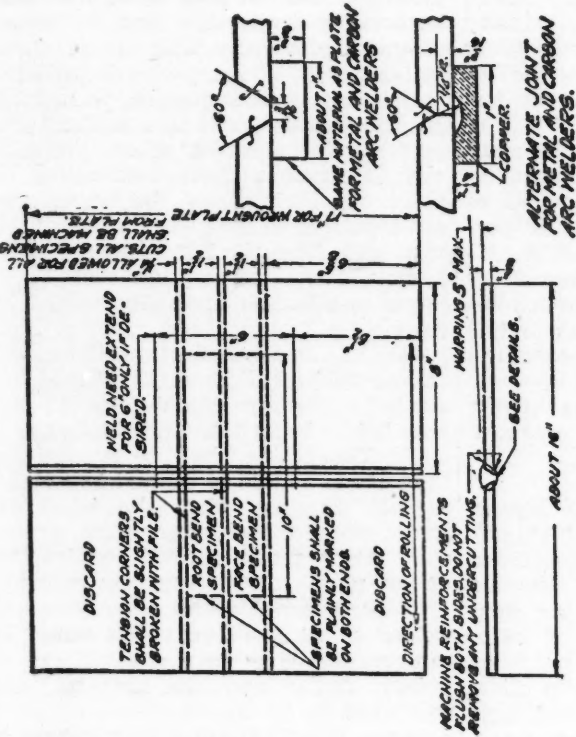 DISCARD
TENSION CORNERS
SHALL BE SLIGHTLY
BROKEN WITH FILE
ROOT BEND
SPECIMEN
FACE BEND
SPECIMEN
10"
SPECIMENS SHALL
BE PLAINLY MARKED
ON BOTH ENDS.
DISCARD
DIRECTION OF ROLLING
WELD NEED EXTEND
FOR 6" ONLY IF DE-
SIRED.
6"
8"
¼" ALLOWED FOR ALL
CUTS. ALL SPECIMENS
SHALL BE MACHINED
FROM PLATE.
17" FOR WROUGHT PLATE
MACHINE REINFORCEMENTS
FLUSH BOTH SIDES. DO NOT
REMOVE ANY UNDERCUTTING.
WARPING 5° MAX.
SEE DETAILS.
ABOUT 16"
60°
ABOUT 1"
SAME MATERIAL AS PLATE
FOR METAL AND CARBON
ARC WELDERS
60°
1"
COPPER.
ALTERNATE JOINT
FOR METAL AND CARBON
ARC WELDERS.